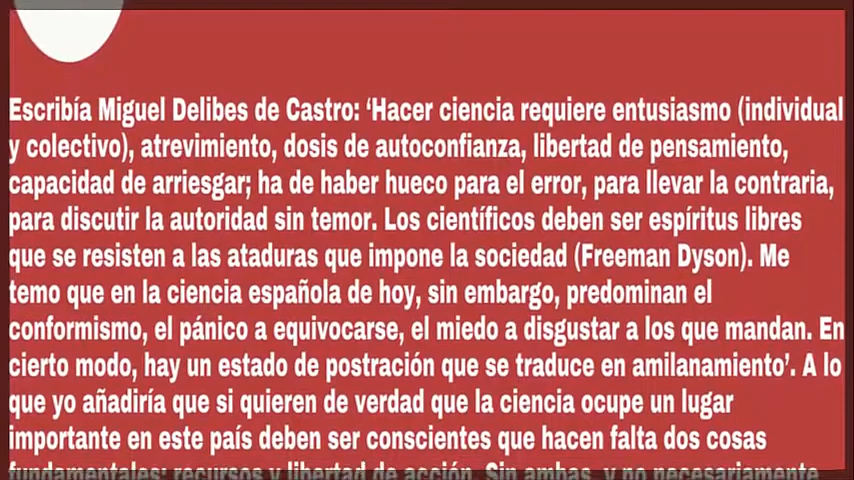 Escribía Miguel Delibes de Castro: ‘Hacer ciencia requiere entusiasmo (individual
y colectivo), atrevimiento, dosis de autoconfianza, libertad de pensamiento,
capacidad de arriesgar; ha de haber hueco para el error, para llevar la contraria,
para discutir la autoridad sin temor. Los científicos deben ser espíritus libres
que se resisten a las ataduras que impone la sociedad (Freeman Dyson). Me
temo que en la ciencia española de hoy, sin embargo, predominan el
conformismo, el pánico a equivocarse, el miedo a disgustar a los que mandan. En
cierto modo, hay un estado de postración que se traduce en amilanamiento’. A lo
que yo añadiría que si quieren de verdad que la ciencia ocupe un lugar
importante en este país deben ser conscientes que hacen falta dos cosas
fundamentales: recursos y libertad de acción. Sin ambas, y no necesariamente